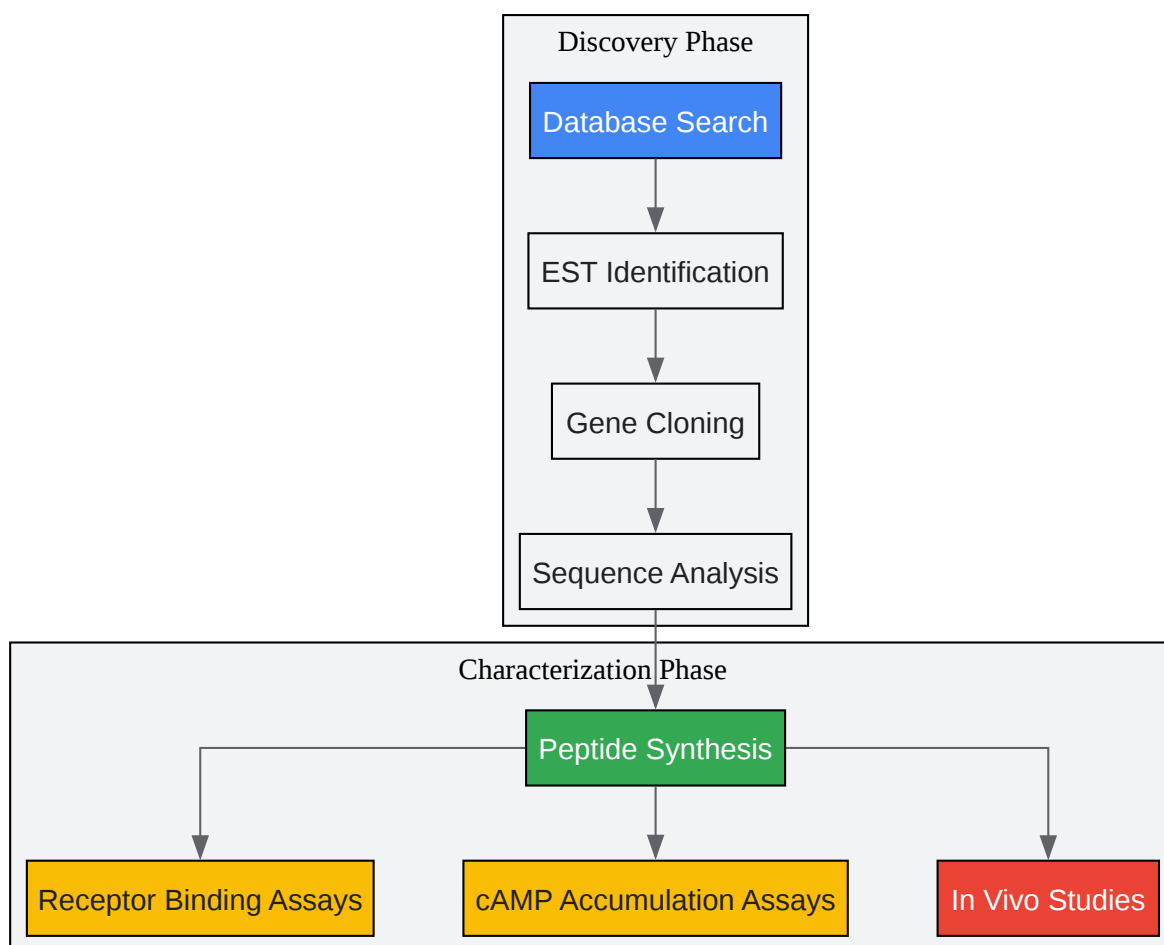 Discovery Phase
Database Search
EST Identification
Gene Cloning
Sequence Analysis
Characterization Phase
Peptide Synthesis
Receptor Binding Assays
cAMP Accumulation Assays
In Vivo Studies